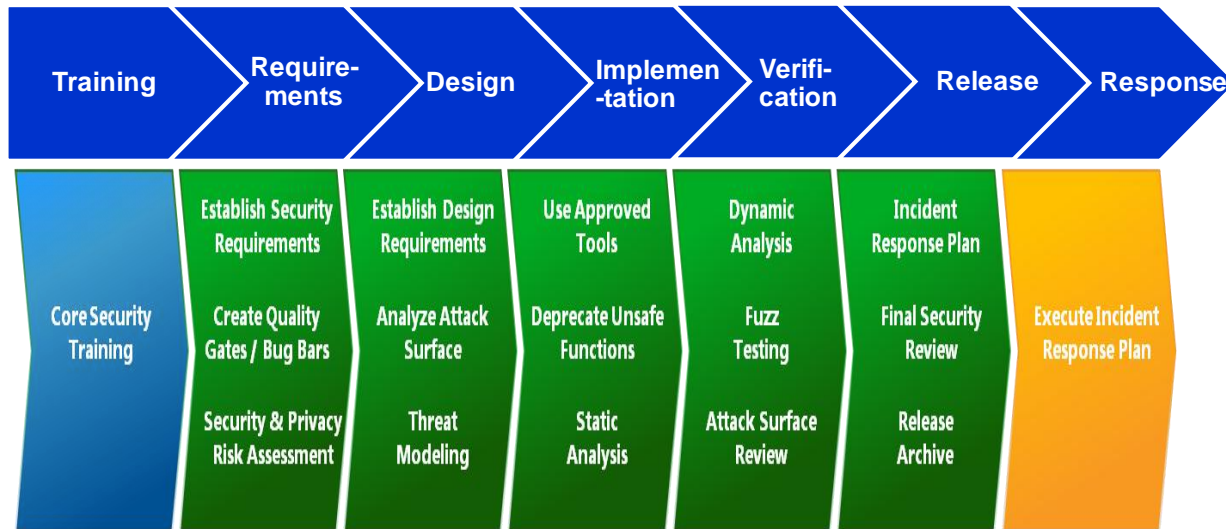 Training
Require-
ments
Design
Implemen
-tation
Verifi-
cation
Release
Response
Core Security
Training
Establish Security
Requirements
Create Quality
Gates / Bug Bars
Security & Privacy
Risk Assessment
Establish Design
Requirements
Analyze Attack
Surface
Threat
Modeling
Use Approved
Tools
Deprecate Unsafe
Functions
Static
Analysis
Dynamic
Analysis
Fuzz
Testing
Attack Surface
Review
Incident
Response Plan
Final Security
Review
Release
Archive
Execute Incident
Response Plan